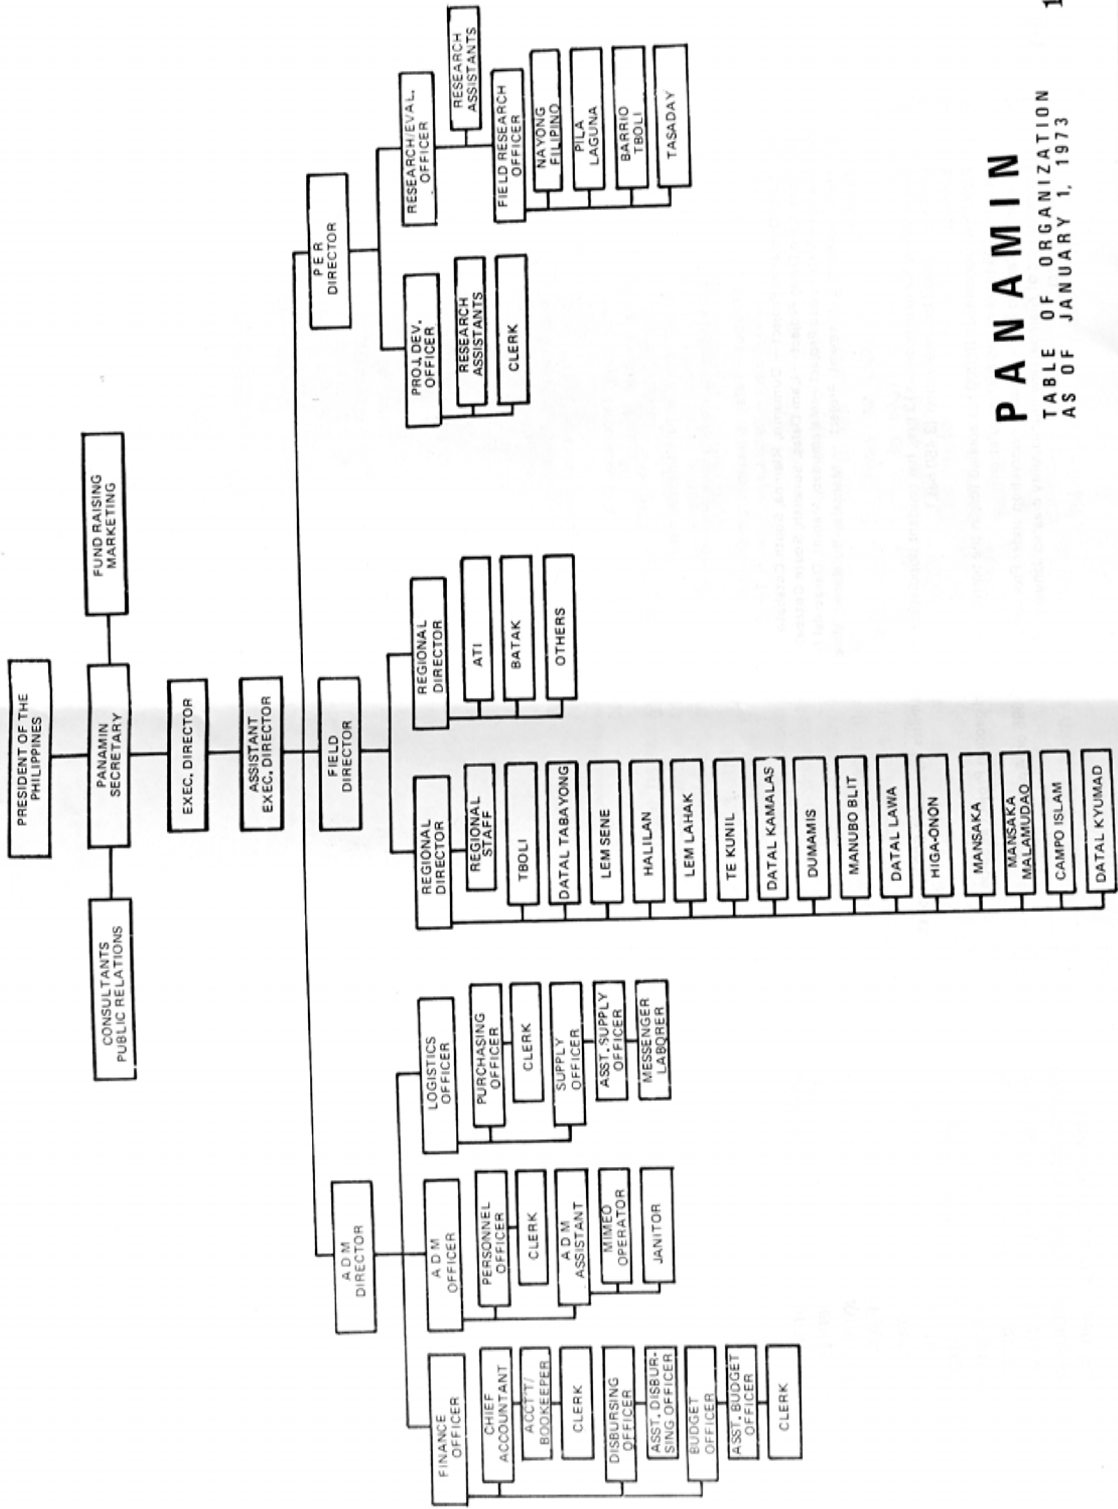 PRESIDENT OF THE
PHILIPPINES
CONSULTANTS
PUBLIC RELATIONS
PANAMIN
SECRETARY
FUND RAISING
MARKETING
EXEC. DIRECTOR
ASSISTANT
EXEC. DIRECTOR
A D M
DIRECTOR
FIELD
DIRECTOR
P E R
DIRECTOR
FINANCE
OFFICER
CHIEF
ACCOUNTANT
ACCT'T/
BOOKEEPER
CLERK
DISBURSING
OFFICER
ASST. DISBUR-
SING OFFICER
BUDGET
OFFICER
ASST. BUDGET
OFFICER
CLERK
A D M
OFFICER
PERSONNEL
OFFICER
CLERK
A D M
ASSISTANT
MIMEO
OPERATOR
JANITOR
LOGISTICS
OFFICER
PURCHASING
OFFICER
CLERK
SUPPLY
OFFICER
ASST. SUPPLY
OFFICER
MESSENGER
LABORER
REGIONAL
DIRECTOR
REGIONAL
STAFF
TBOLI
DATAL TABAYONG
LEM SENE
HALILAN
LEM LAHAK
TE KUNIL
DATAL KAMALAS
DUMAMIS
MANUBO BLIT
DATAL LAWA
HIGA-ONON
MANSAKA
MANSAKA
MALAMUDAO
CAMPO ISLAM
DATAL KYUMAD
REGIONAL
DIRECTOR
ATI
BATAK
OTHERS
PROJ. DEV.
OFFICER
RESEARCH
ASSISTANTS
CLERK
RESEARCH/EVAL.
OFFICER
RESEARCH
ASSISTANTS
FIELD RESEARCH
OFFICER
NAYONG
FILIPINO
PILA
LAGUNA
BARRIO
TBOLI
TASADAY
PANAMIN
TABLE OF ORGANIZATION
AS OF JANUARY 1, 1973